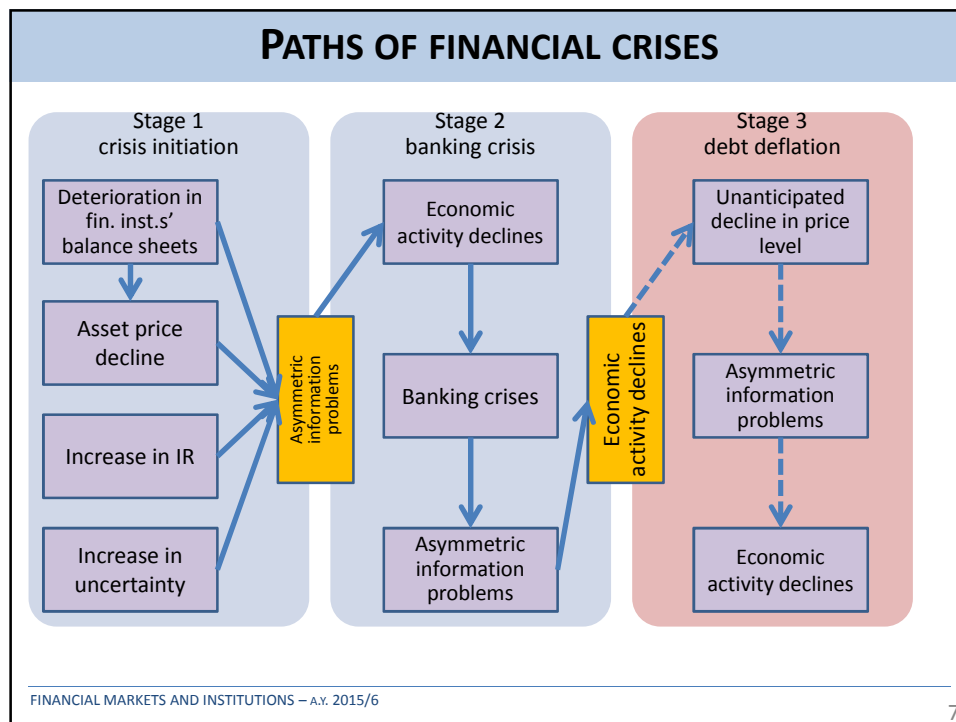 PATHS OF FINANCIAL CRISES
Stage 1
crisis initiation
Deterioration in
fin. inst.s'
balance sheets
Asset price
decline
Increase in IR
Increase in
uncertainty
Asymmetric
information
problems
Stage 2
banking crisis
Economic
activity declines
Banking crises
Asymmetric
information
problems
Economic
activity declines
Stage 3
debt deflation
Unanticipated
decline in price
level
Asymmetric
information
problems
Economic
activity declines
FINANCIAL MARKETS AND INSTITUTIONS – A.Y. 2015/6
7